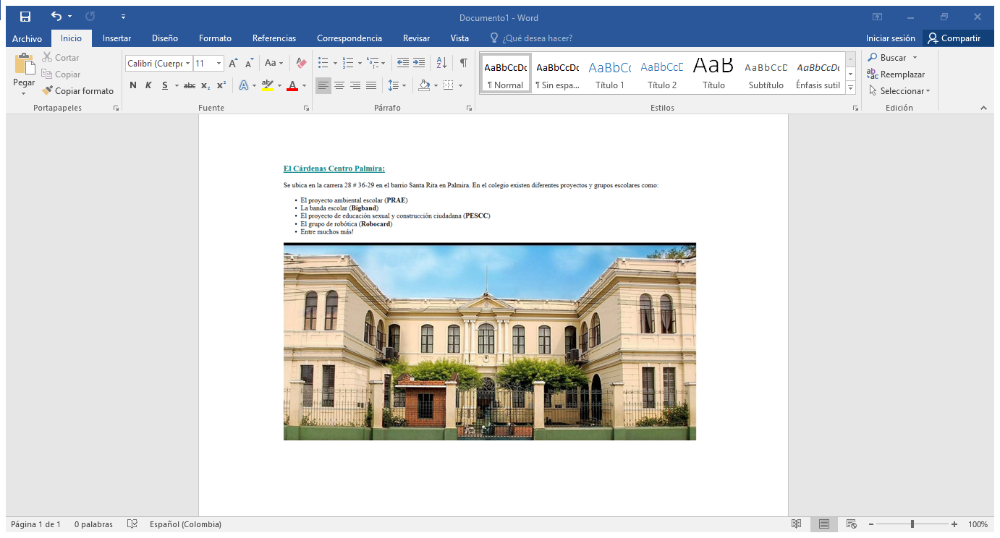 Documento1 - Word
Archivo Inicio Insertar Diseño Formato Referencias Correspondencia Revisar Vista ¿Qué desea hacer? Iniciar sesión Compartir
Pegar
Cortar
Copiar
Copiar formato
Portapapeles
Calibri (Cuerpo 11 Aa
N K S abc x₂ x² A aby A
Fuente
Párrafo
AaBbCcDc AaBbCcDc AaBbCc AaBbCcD AaB AaBbCcD AaBbCcDc
¶ Normal ¶ Sin espa... Título 1 Título 2 Título Subtítulo Énfasis sutil
Estilos
Buscar
Reemplazar
Seleccionar
Edición
El Cárdenas Centro Palmira:
Se ubica en la carrera 28 # 36-29 en el barrio Santa Rita en Palmira. En el colegio existen diferentes proyectos y grupos escolares como:
• El proyecto ambiental escolar (PRAE)
• La banda escolar (Bigband)
• El proyecto de educación sexual y construcción ciudadana (PESCC)
• El grupo de robótica (Robocard)
• Entre muchos más!
Página 1 de 1 0 palabras Español (Colombia) 100%